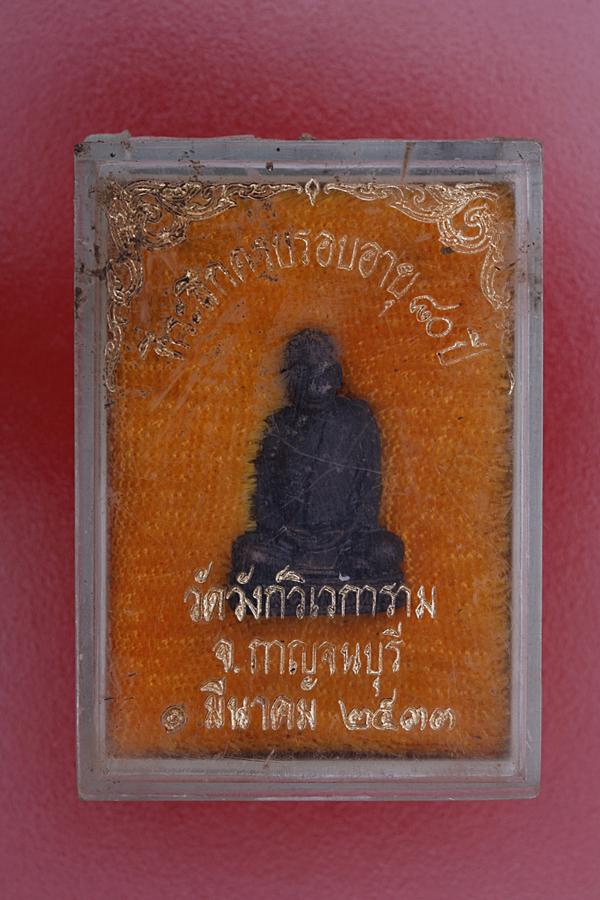 ที่ระลึกครบรอบอายุ ๘๐ ปี
วัดวังก์วิเวการาม
จ.กาญจนบุรี
๑ มีนาคม ๒๕๓๓